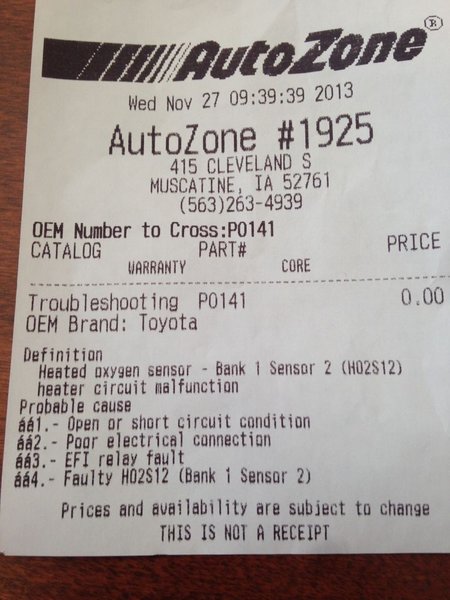 AutoZone ®
Wed Nov 27 09:39:39 2013
AutoZone #1925
415 CLEVELAND S
MUSCATINE, IA 52761
(563)263-4939
OEM Number to Cross:P0141
CATALOG PART# PRICE
WARRANTY CORE
Troubleshooting P0141 0.00
OEM Brand: Toyota
Definition
Heated oxygen sensor - Bank 1 Sensor 2 (HO2S12)
heater circuit malfunction
Probable cause
áá1.- Open or short circuit condition
áá2.- Poor electrical connection
áá3.- EFI relay fault
áá4.- Faulty HO2S12 (Bank 1 Sensor 2)
Prices and availability are subject to change
THIS IS NOT A RECEIPT